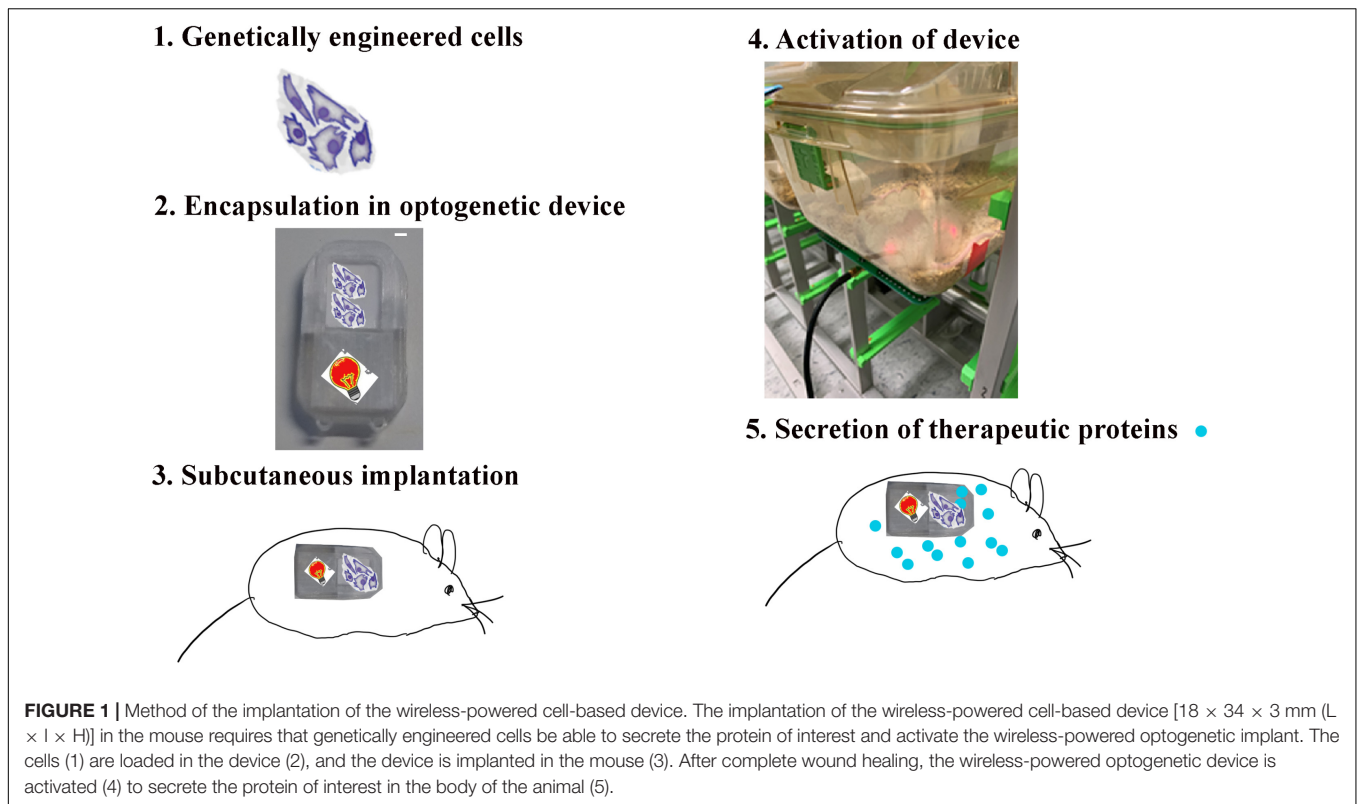 1. Genetically engineered cells
2. Encapsulation in optogenetic device
3. Subcutaneous implantation
4. Activation of device
5. Secretion of therapeutic proteins
FIGURE 1 | Method of the implantation of the wireless-powered cell-based device. The implantation of the wireless-powered cell-based device [18 × 34 × 3 mm (L
× l × H)] in the mouse requires that genetically engineered cells be able to secrete the protein of interest and activate the wireless-powered optogenetic implant. The
cells (1) are loaded in the device (2), and the device is implanted in the mouse (3). After complete wound healing, the wireless-powered optogenetic device is
activated (4) to secrete the protein of interest in the body of the animal (5).